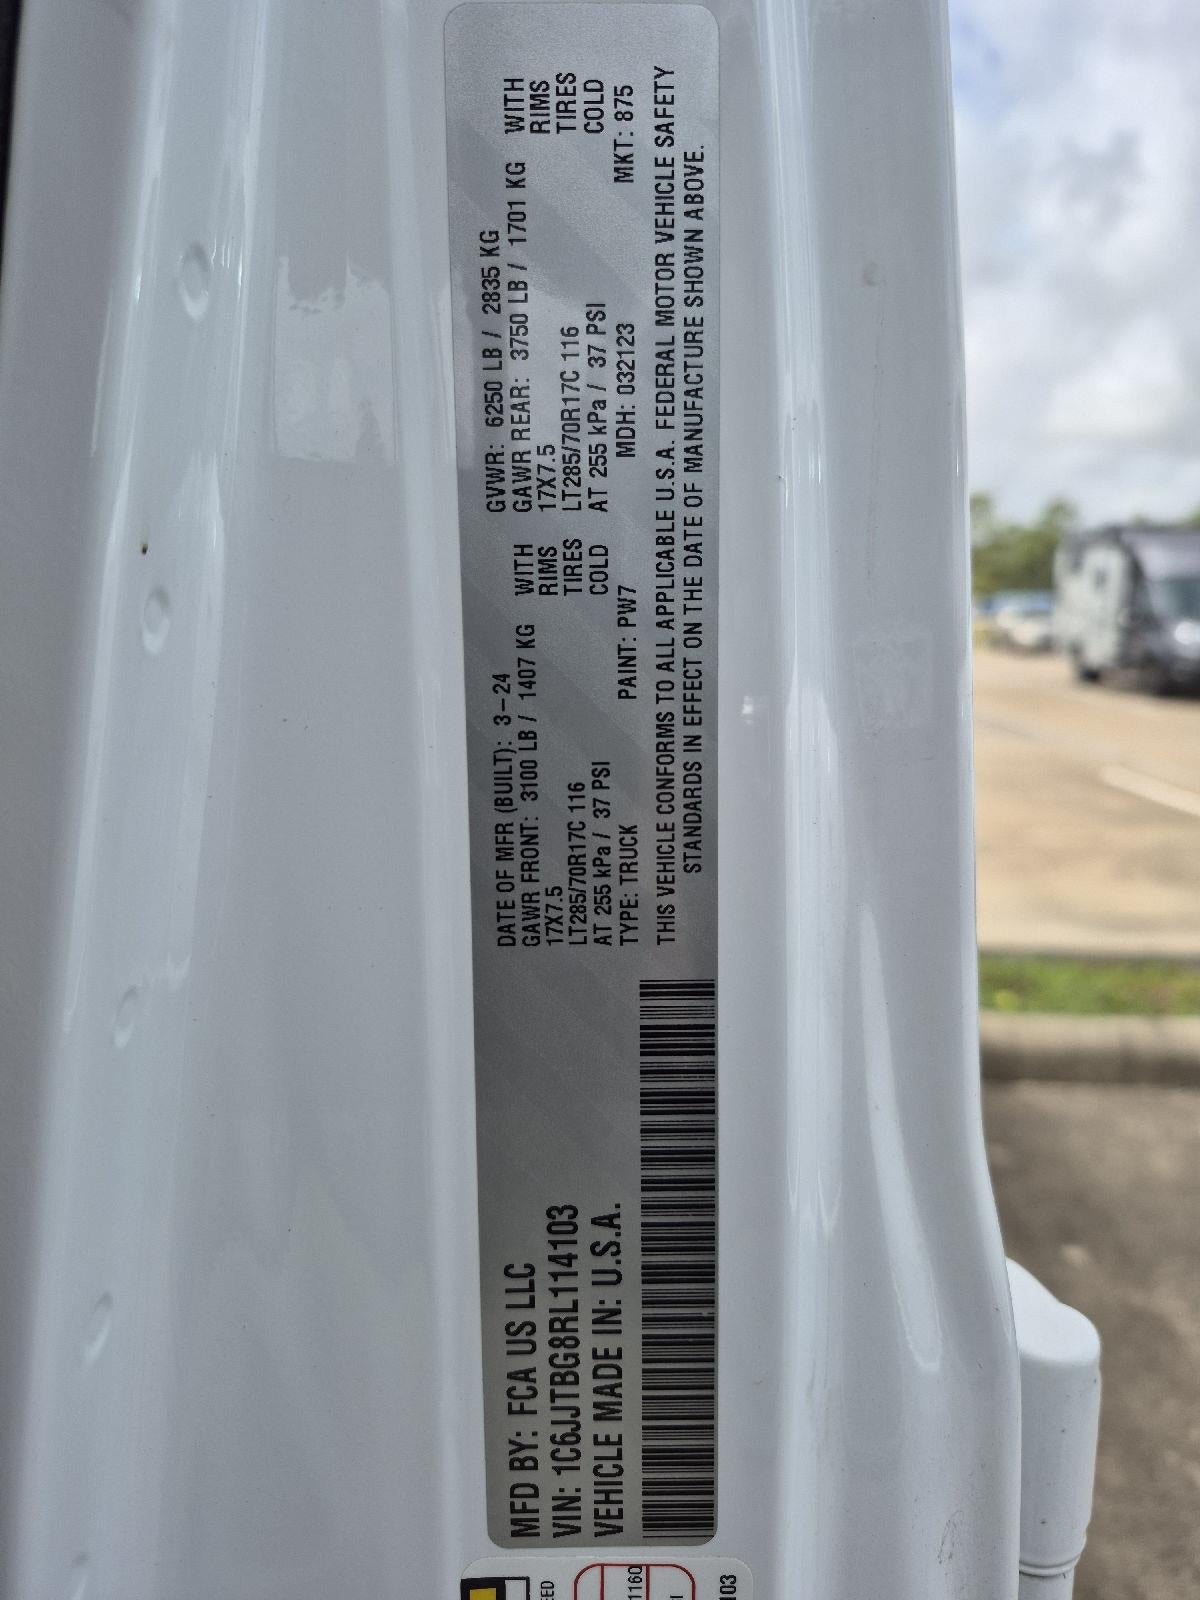 MFD BY: FCA US LLC
VIN: 1C6JJTBG8RL114103
VEHICLE MADE IN: U.S.A.
DATE OF MFR (BUILT): 3-24 GVWR: 6250 LB / 2835 KG
GAWR FRONT: 3100 LB / 1407 KG WITH GAWR REAR: 3750 LB / 1701 KG WITH
17X7.5 RIMS 17X7.5 RIMS
LT285/70R17C 116 TIRES LT285/70R17C 116 TIRES
AT 255 kPa / 37 PSI COLD AT 255 kPa / 37 PSI COLD
TYPE: TRUCK PAINT: PW7 MDH: 032123 MKT: 875
THIS VEHICLE CONFORMS TO ALL APPLICABLE U.S.A. FEDERAL MOTOR VEHICLE SAFETY
STANDARDS IN EFFECT ON THE DATE OF MANUFACTURE SHOWN ABOVE.
EED
1160
103